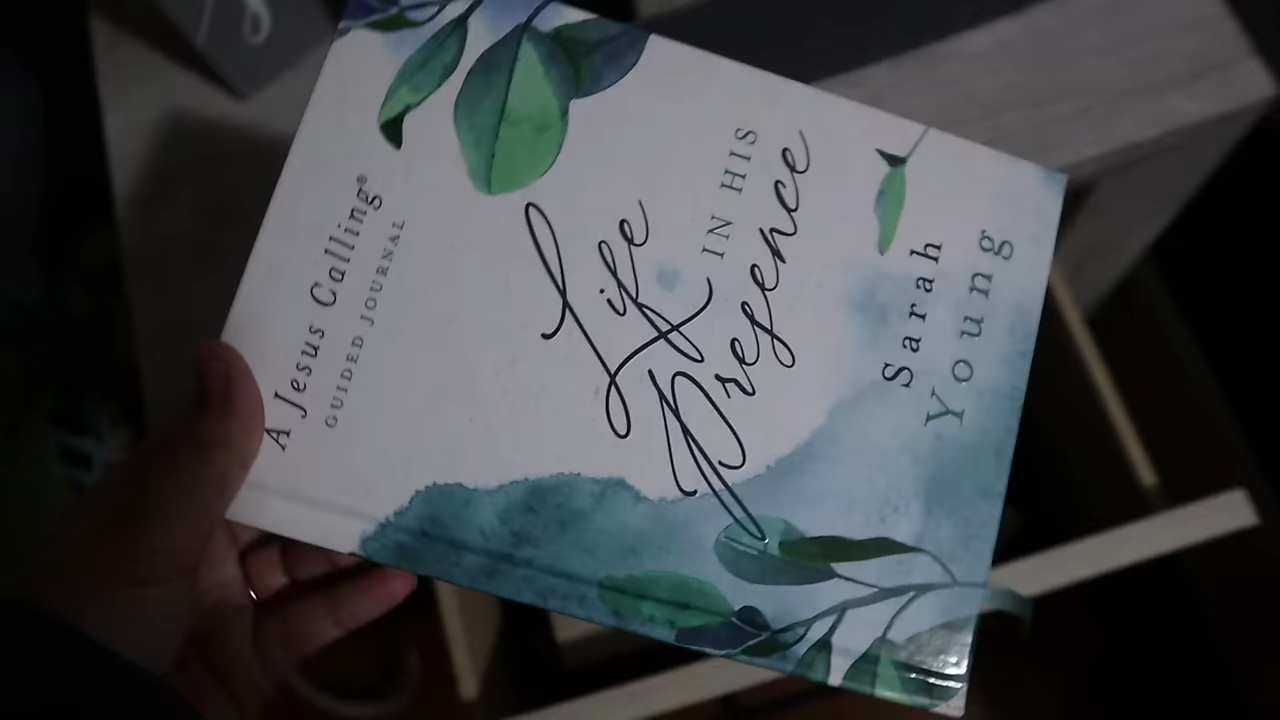 A Jesus Calling®
GUIDED JOURNAL
Life
IN HIS
Presence
Sarah
Young